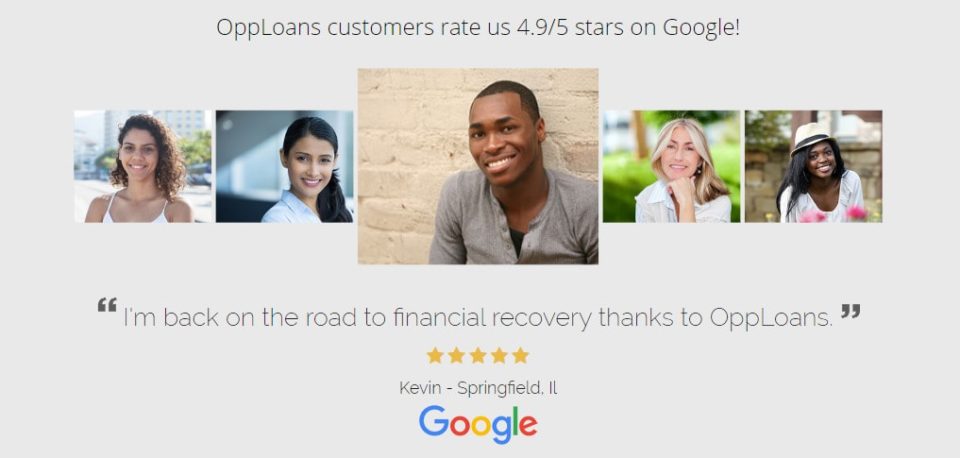 OppLoans customers rate us 4.9/5 stars on Google!
“ I'm back on the road to financial recovery thanks to OppLoans. ”
Kevin - Springfield, Il
Google